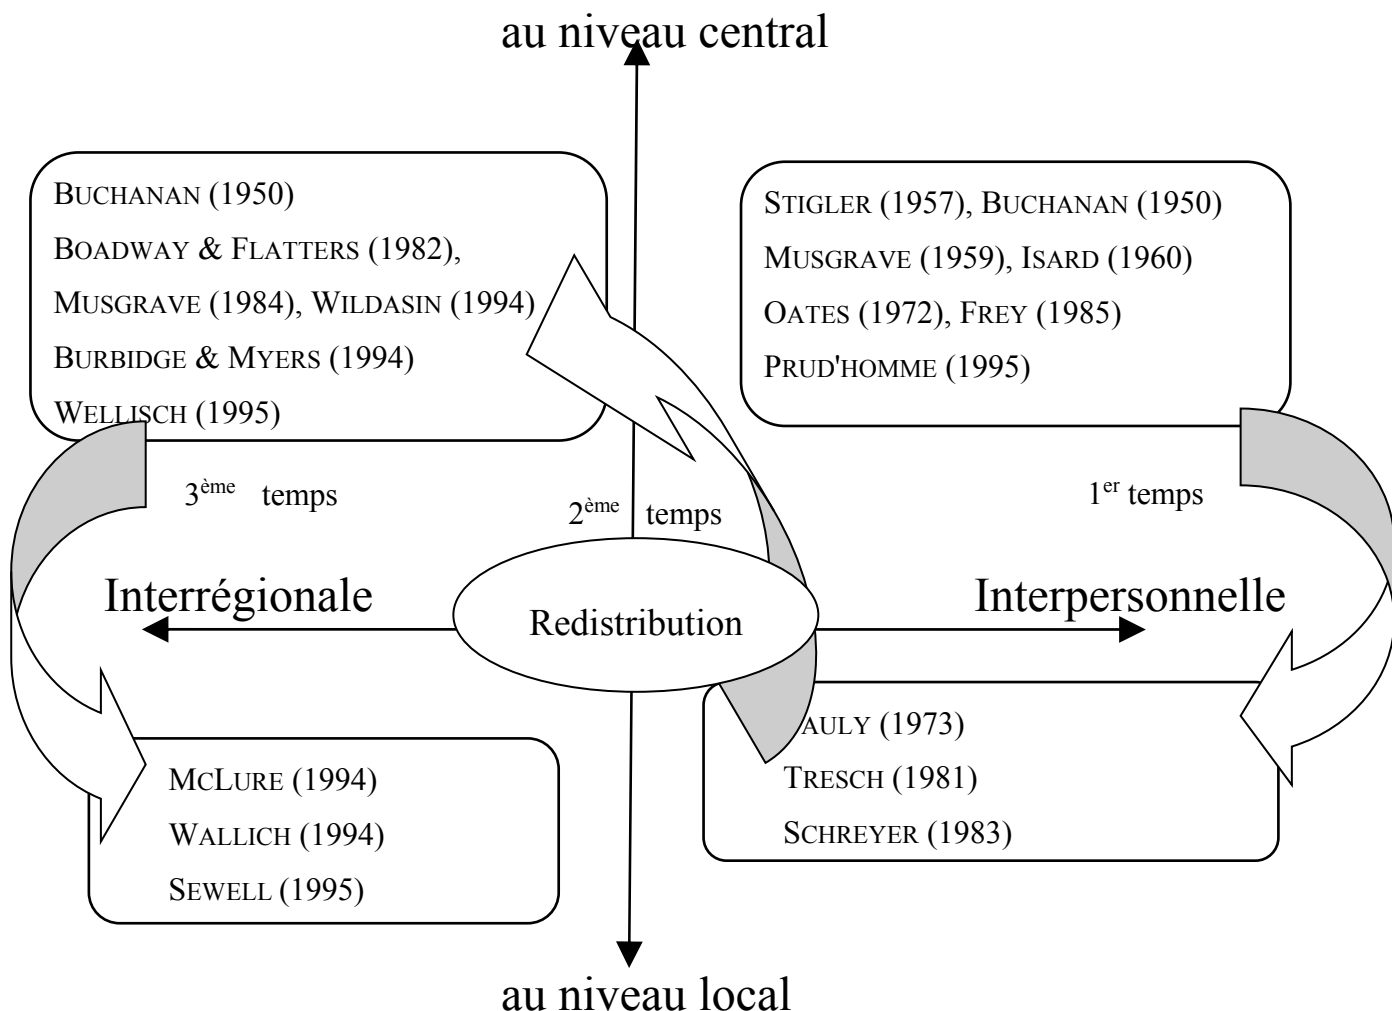 au niveau central
BUCHANAN (1950)
BOADWAY & FLATTERS (1982),
MUSGRAVE (1984), WILDASIN (1994)
BURBIDGE & MYERS (1994)
WELLISCH (1995)
STIGLER (1957), BUCHANAN (1950)
MUSGRAVE (1959), ISARD (1960)
OATES (1972), FREY (1985)
PRUD'HOMME (1995)
3ème temps
2ème temps
1er temps
Interrégionale
Redistribution
Interpersonnelle
MCLURE (1994)
WALLICH (1994)
SEWELL (1995)
AULY (1973)
TRESCH (1981)
SCHREYER (1983)
au niveau local